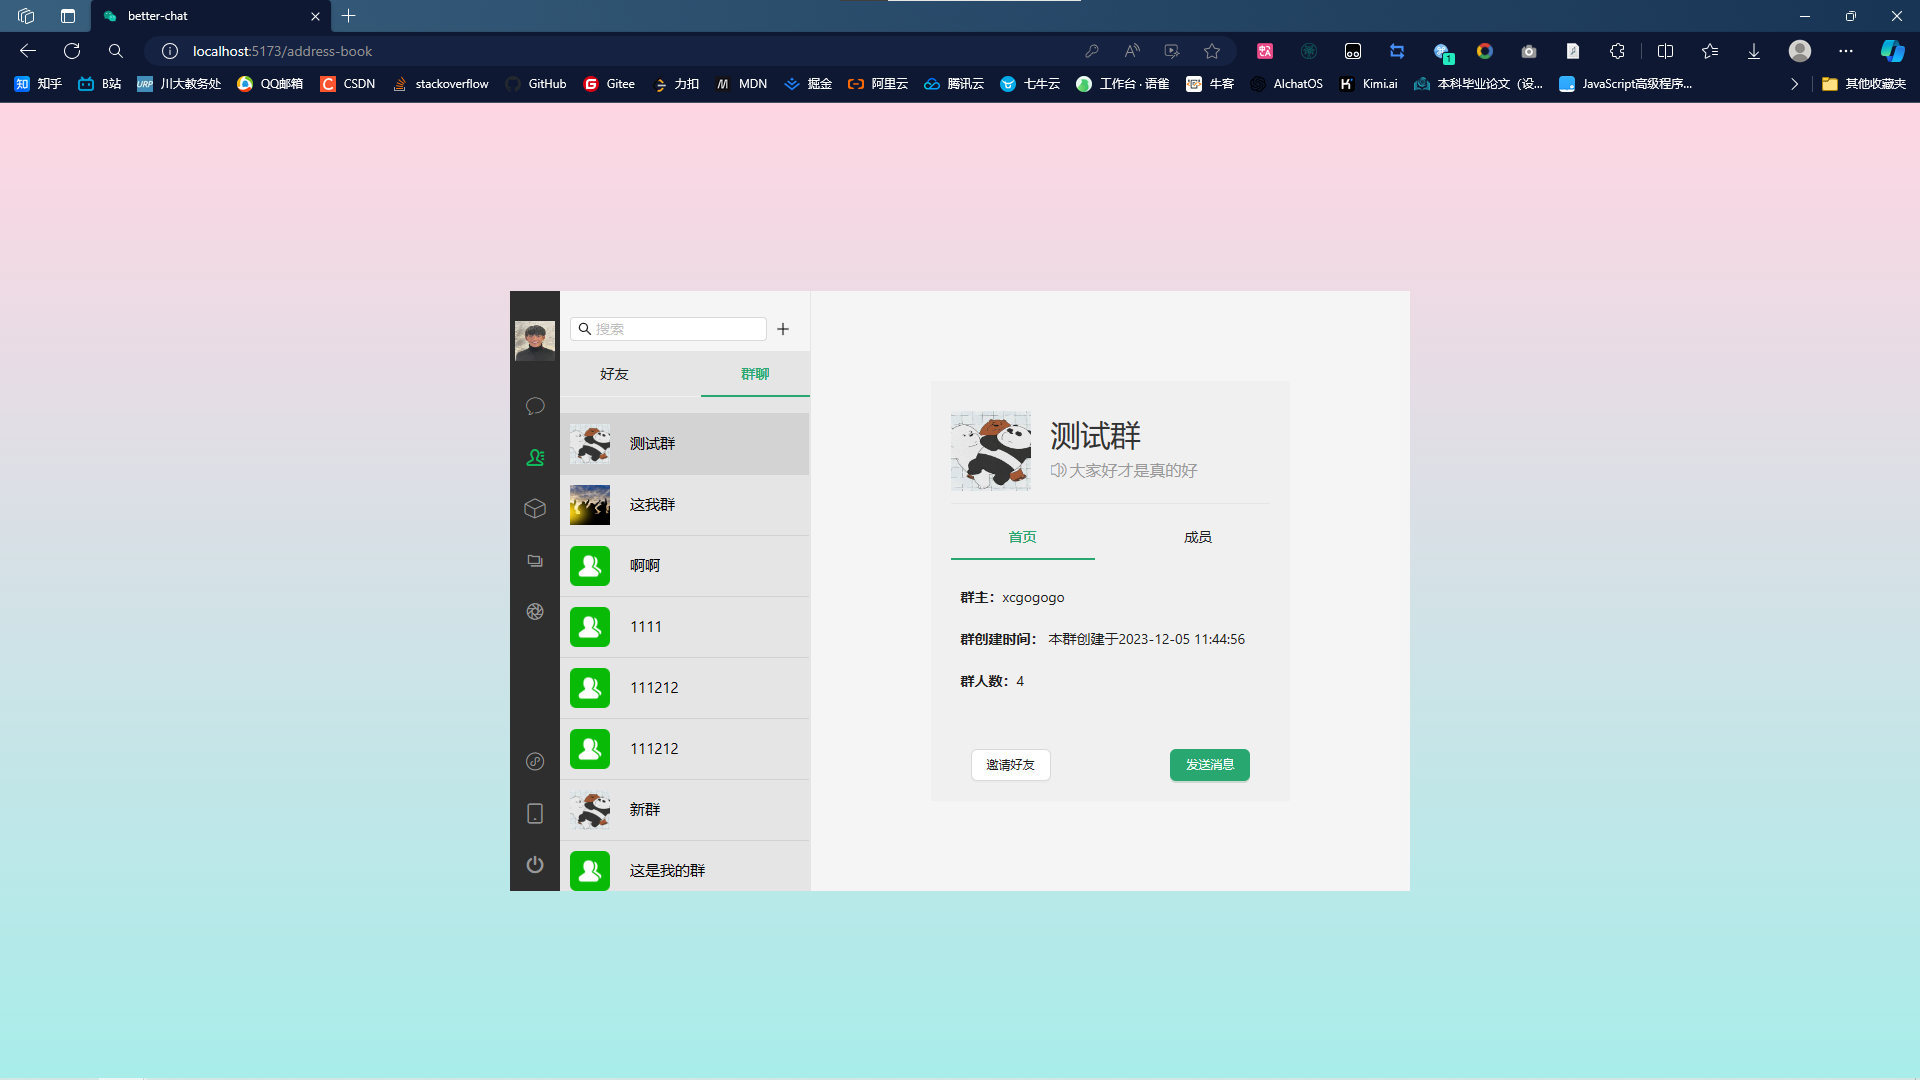 better-chat
localhost:5173/address-book
1
知乎 B站 川大教务处 QQ邮箱 CSDN stackoverflow GitHub Gitee 力扣 MDN 掘金 阿里云 腾讯云 七牛云 工作台 · 语雀 牛客 AIchatOS Kimi.ai 本科毕业论文（设... JavaScript高级程序... 其他收藏夹
搜索
好友 群聊
测试群
这我群
啊啊
1111
111212
111212
新群
这是我的群
测试群
大家好才是真的好
首页 成员
群主：xcgogogo
群创建时间： 本群创建于2023-12-05 11:44:56
群人数：4
邀请好友 发送消息